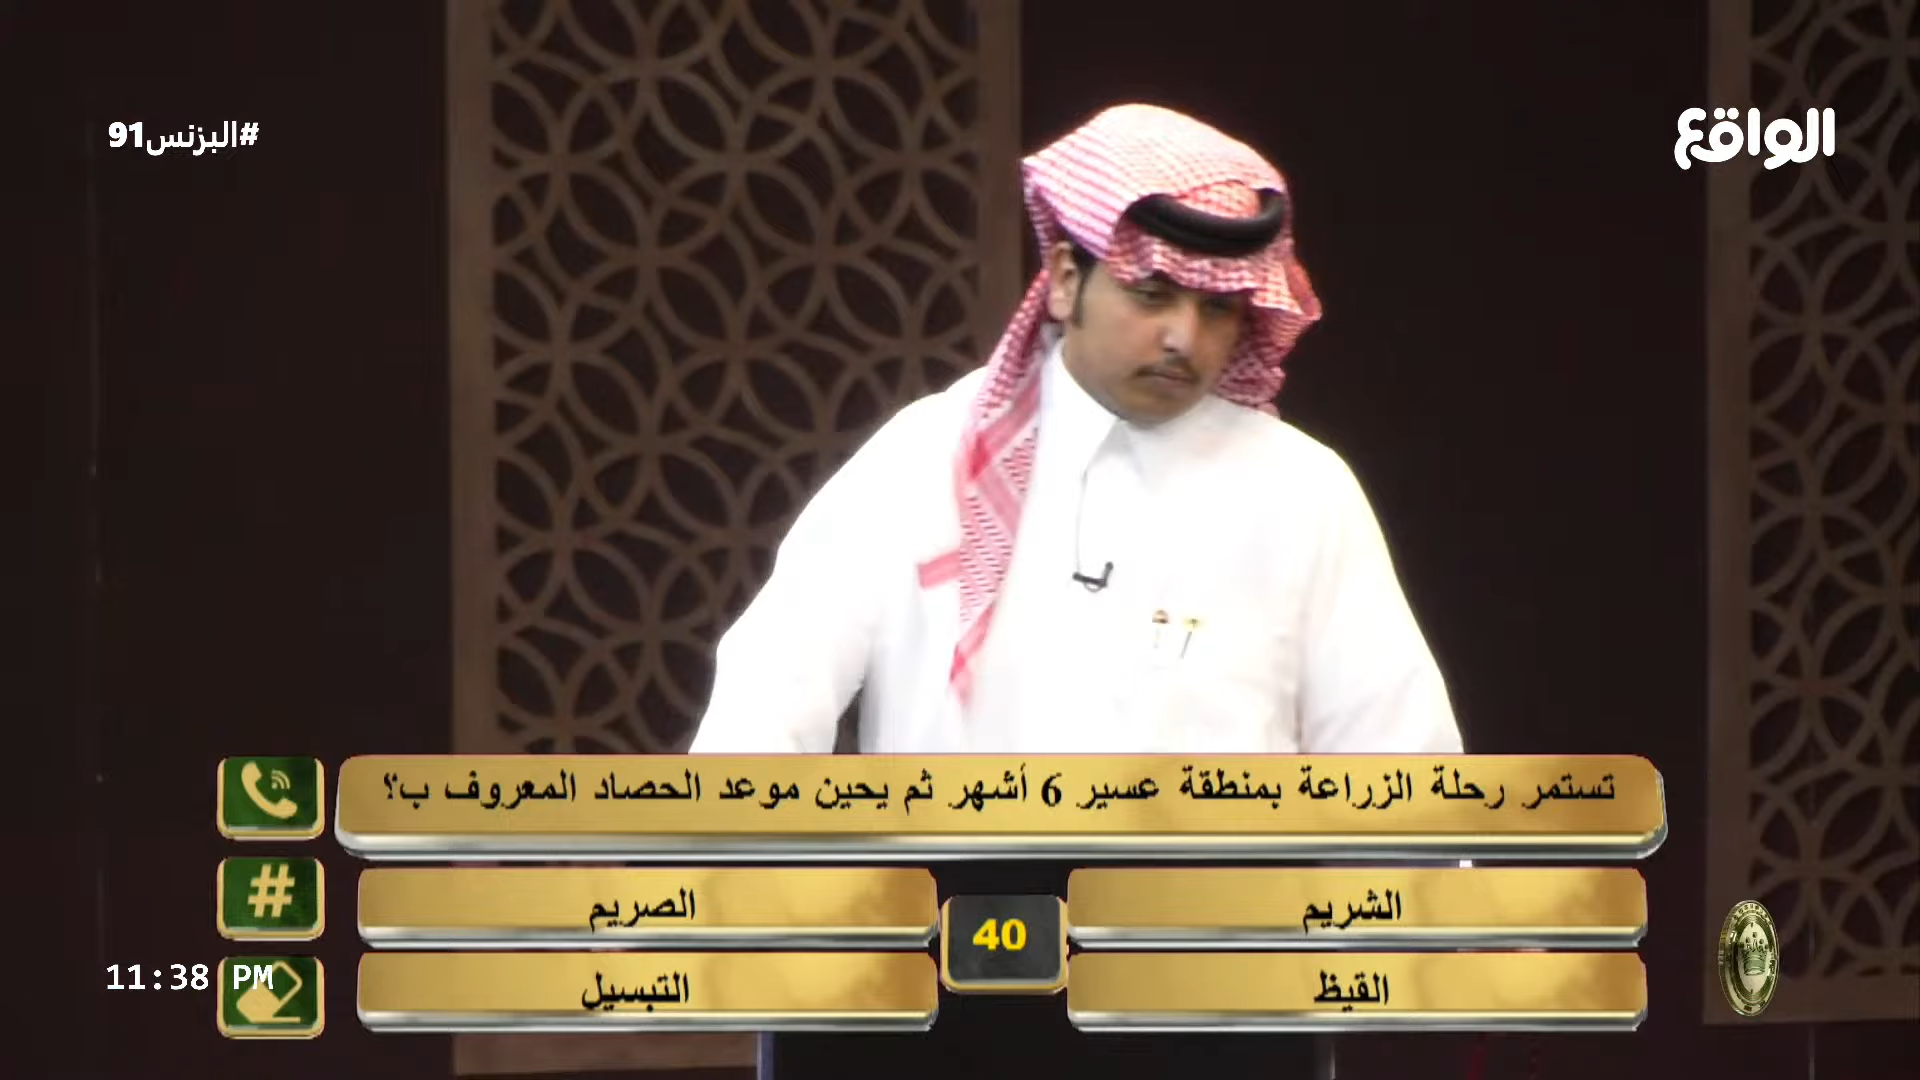 #البزنس91
الواقع
تستمر رحلة الزراعة بمنطقة عسير 6 أشهر ثم يحين موعد الحصاد المعروف ب؟
#
الشريم
الصريم
40
القيظ
التبسيل
11:38 PM